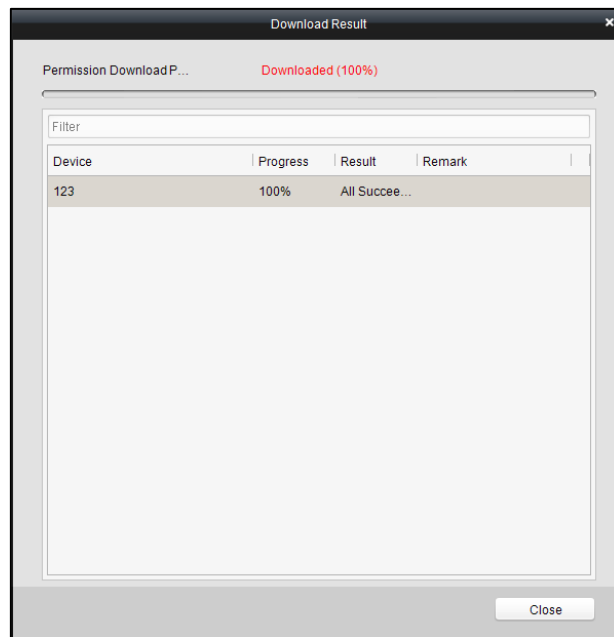 Download Result
Permission Download P... Downloaded (100%)
Filter
Device Progress Result Remark
123 100% All Succee...
Close